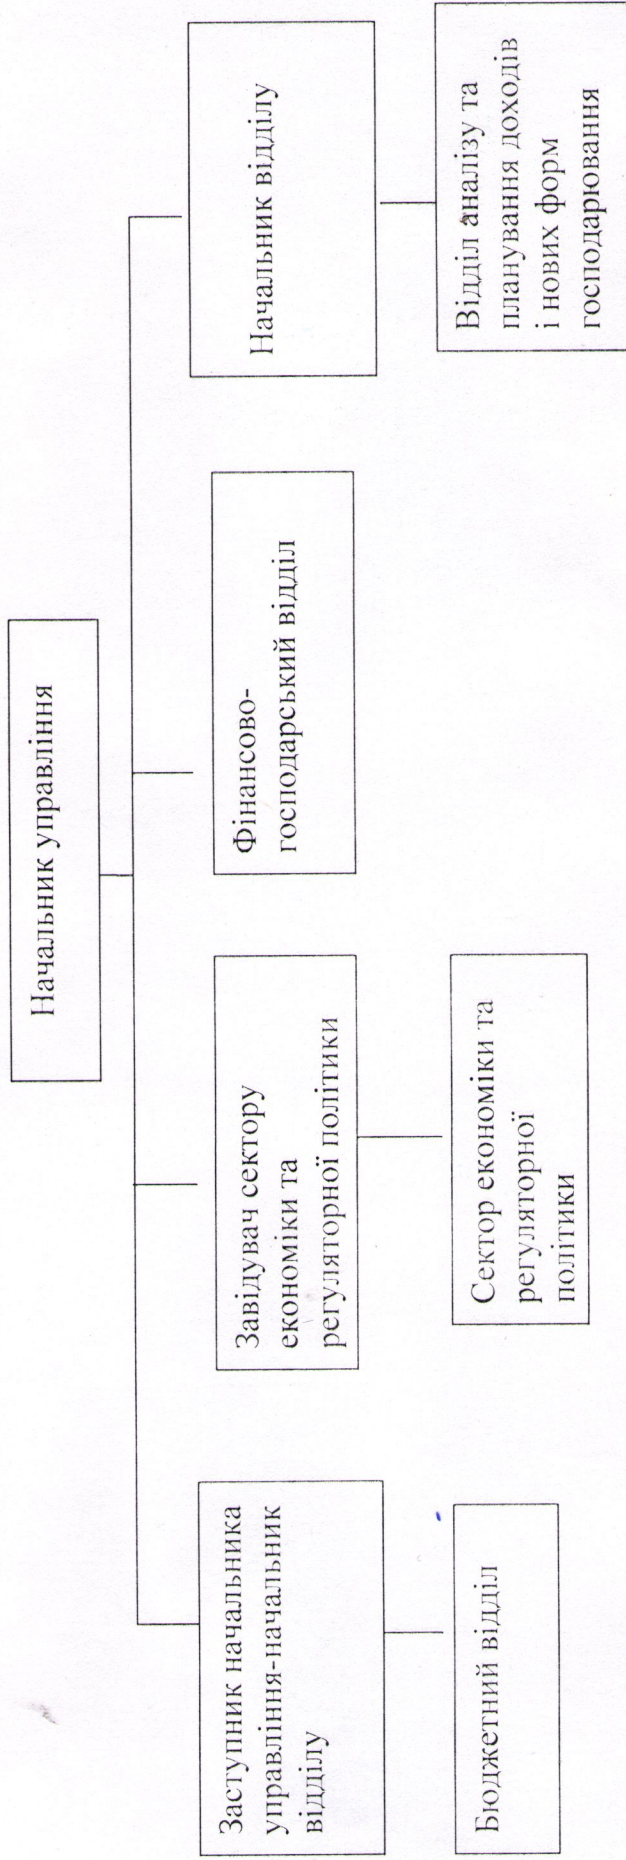 Начальник управління
Заступник начальника
управління-начальник
відділу
Завідувач сектору
економіки та
регуляторної політики
Фінансово-
господарський відділ
Начальник відділу
Бюджетний відділ
Сектор економіки та
регуляторної
політики
Відділ аналізу та
планування доходів
і нових форм
господарювання